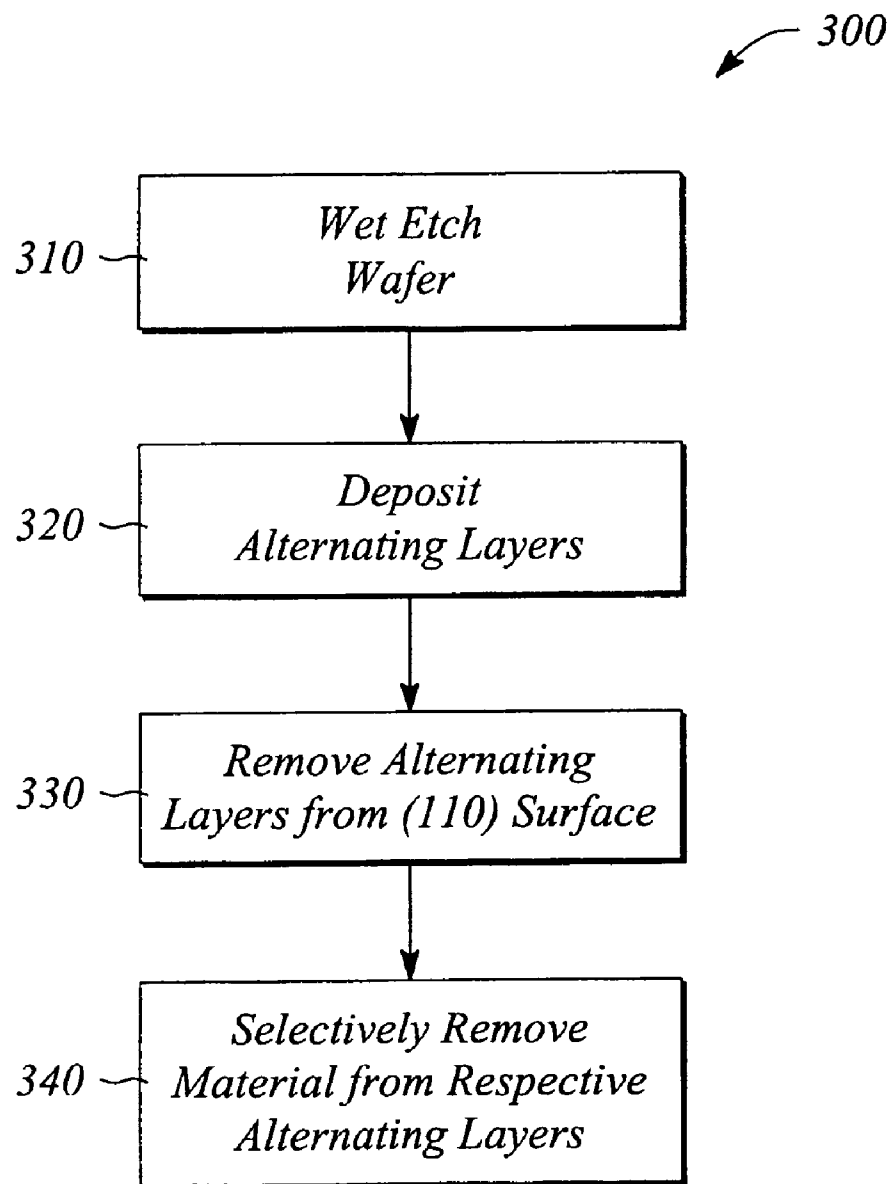 300
310
Wet Etch
Wafer
320
Deposit
Alternating Layers
330
Remove Alternating
Layers from (110) Surface
340
Selectively Remove
Material from Respective
Alternating Layers